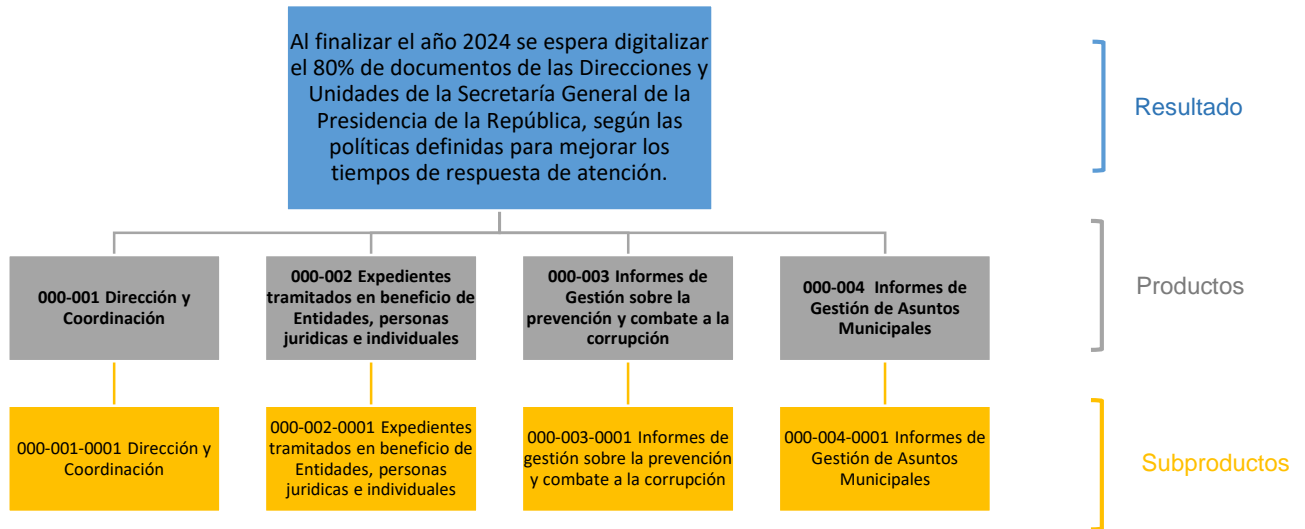 Al finalizar el año 2024 se espera digitalizar
el 80% de documentos de las Direcciones y
Unidades de la Secretaría General de la
Presidencia de la República, según las
políticas definidas para mejorar los
tiempos de respuesta de atención.
Resultado
000-001 Dirección y
Coordinación
000-002 Expedientes
tramitados en beneficio de
Entidades, personas
juridicas e individuales
000-003 Informes de
Gestión sobre la
prevención y combate a la
corrupción
000-004 Informes de
Gestión de Asuntos
Municipales
Productos
000-001-0001 Dirección y
Coordinación
000-002-0001 Expedientes
tramitados en beneficio de
Entidades, personas
juridicas e individuales
000-003-0001 Informes de
gestión sobre la prevención
y combate a la corrupción
000-004-0001 Informes de
Gestión de Asuntos
Municipales
Subproductos